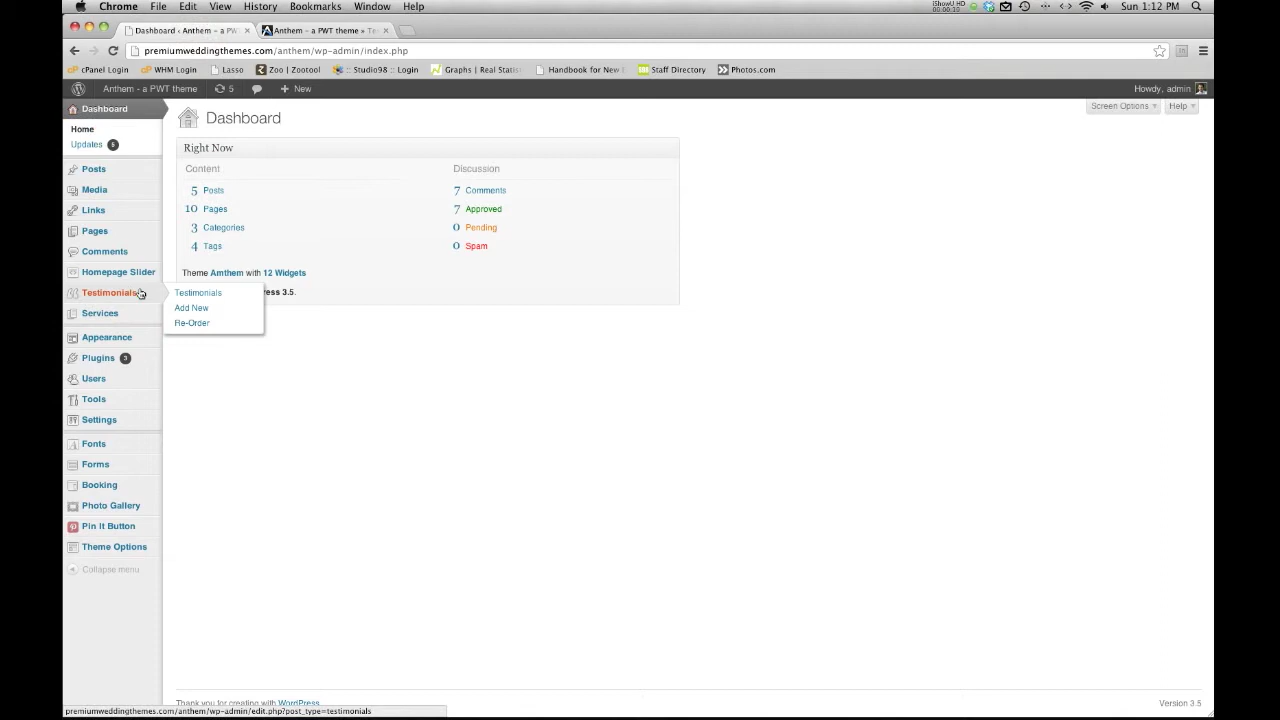 Chrome File Edit View History Bookmarks Window Help
iShowU HD
Sun 1:12 PM
Dashboard ‹ Anthem – a PW
Anthem – a PWT theme » Te
premiumweddingthemes.com/anthem/wp-admin/index.php
cPanel Login WHM Login Lasso Zoo | Zootool :: Studio98 :: Login Graphs | Real Statis Handbook for New Staff Directory Photos.com
Anthem - a PWT theme 5 New
Howdy, admin
Dashboard
Home
Updates 5
Posts
Media
Links
Pages
Comments
Homepage Slider
Testimonials
Services
Appearance
Plugins 3
Users
Tools
Settings
Fonts
Forms
Booking
Photo Gallery
Pin It Button
Theme Options
Collapse menu
Testimonials
Add New
Re-Order
Dashboard
Screen Options Help
Right Now
Content Discussion
5 Posts 7 Comments
10 Pages 7 Approved
3 Categories 0 Pending
4 Tags 0 Spam
Theme Amthem with 12 Widgets
ess 3.5.
Thank you for creating with WordPress.
Version 3.5
premiumweddingthemes.com/anthem/wp-admin/edit.php?post_type=testimonials